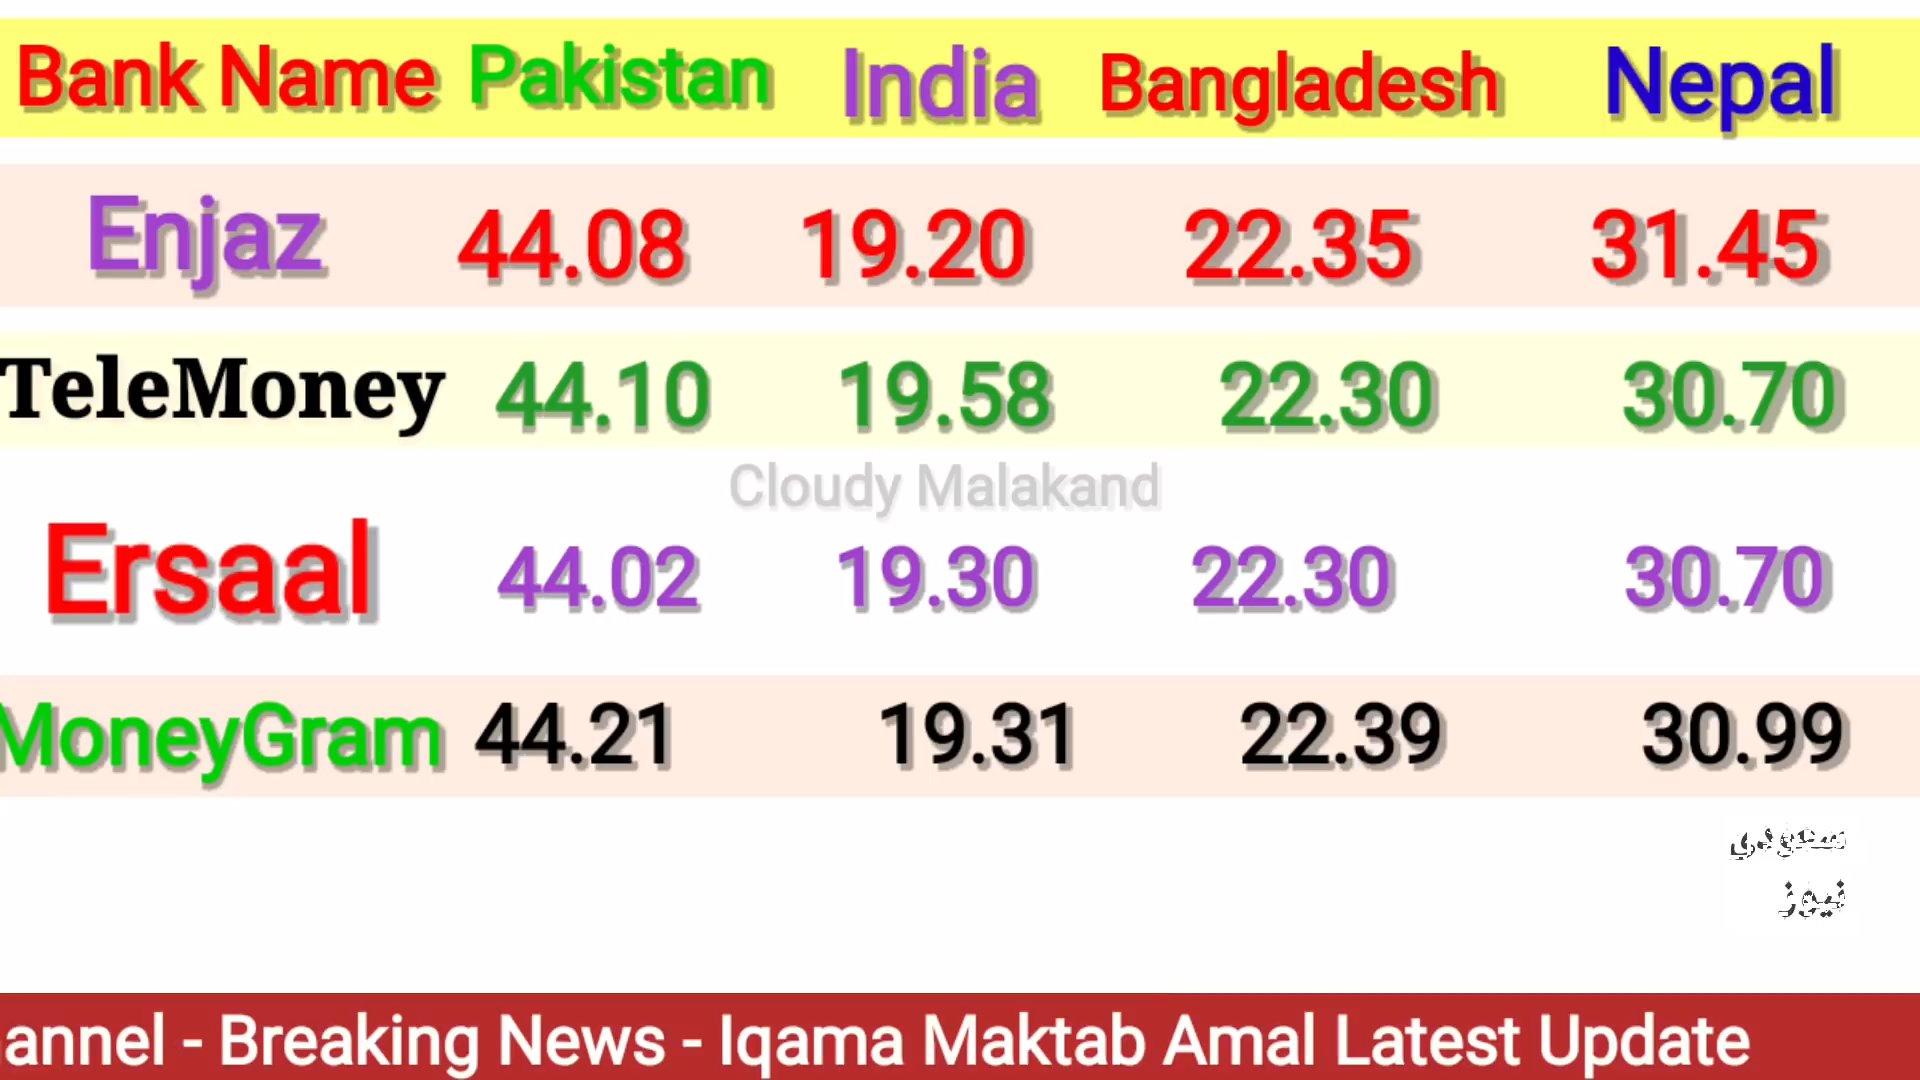 Bank Name Pakistan India Bangladesh Nepal
Enjaz 44.08 19.20 22.35 31.45
TeleMoney 44.10 19.58 22.30 30.70
Cloudy Malakand
Ersaal 44.02 19.30 22.30 30.70
MoneyGram 44.21 19.31 22.39 30.99
سعودي
نیوز
annel - Breaking News - Iqama Maktab Amal Latest Update